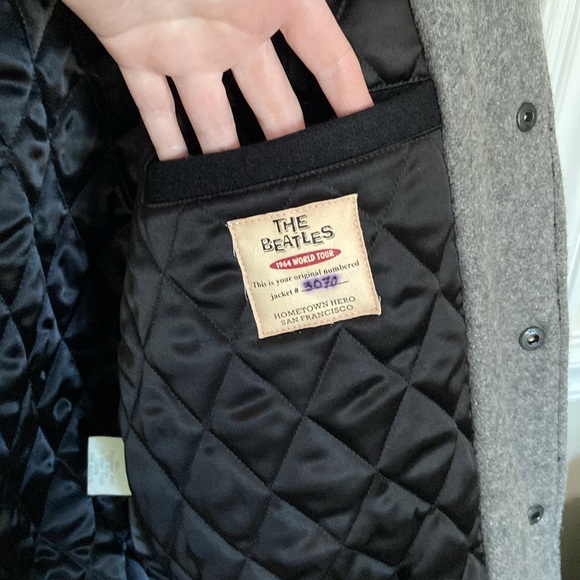 THE
BEATLES
1964 WORLD TOUR
This is your original numbered
jacket # 3070
HOMETOWN HERO
SAN FRANCISCO